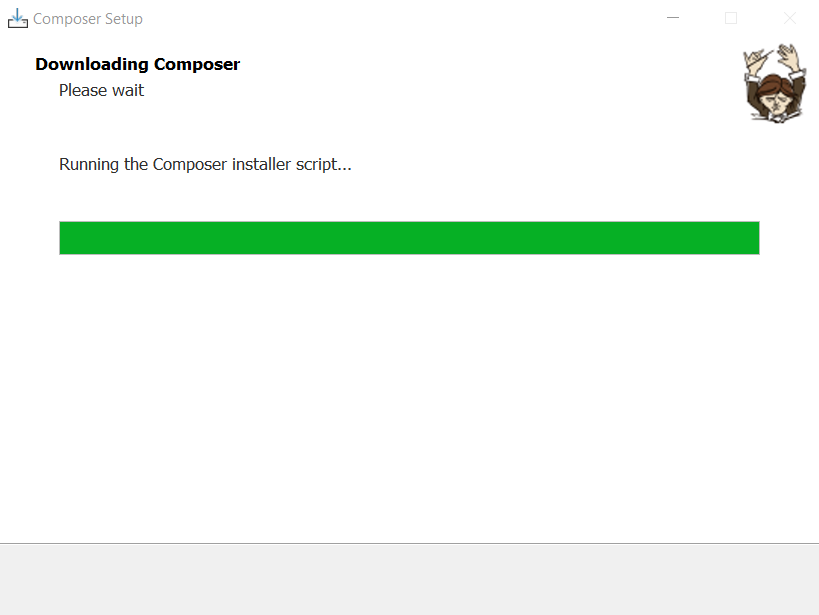 Composer Setup
Downloading Composer
Please wait
Running the Composer installer script...